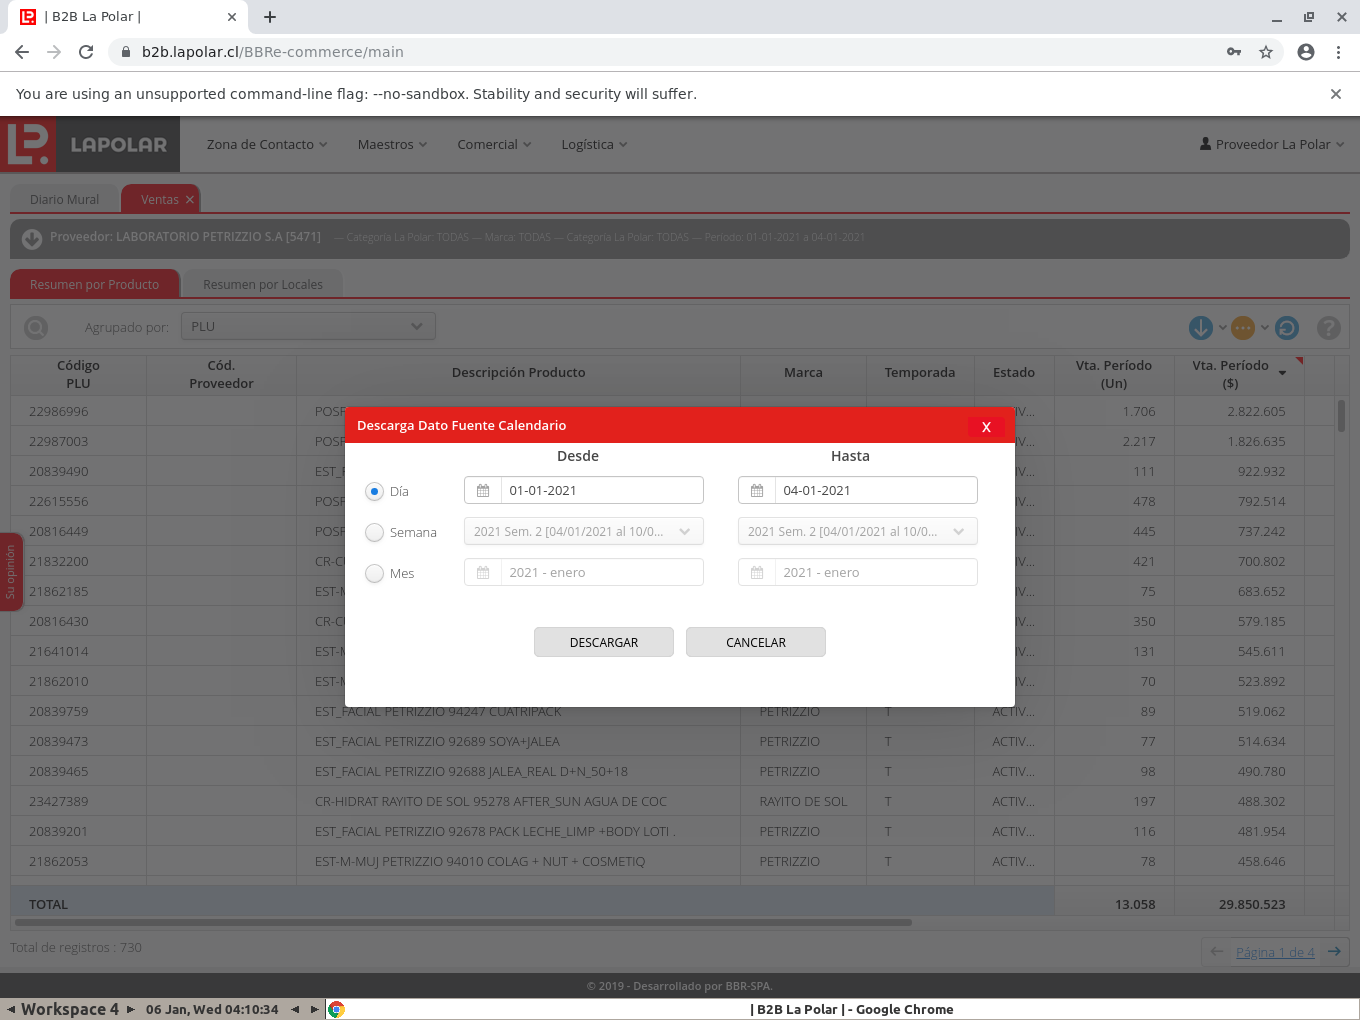 | B2B La Polar |
b2b.lapolar.cl/BBRe-commerce/main
You are using an unsupported command-line flag: --no-sandbox. Stability and security will suffer.
LAPOLAR
Zona de Contacto Maestros Comercial Logística Proveedor La Polar
Diario Mural Ventas
Proveedor: LABORATORIO PETRIZZIO S.A [5471] --- Categoría La Polar: TODAS --- Marca: TODAS --- Categoría La Polar: TODAS --- Período: 01-01-2021 a 04-01-2021
Resumen por Producto Resumen por Locales
Agrupado por: PLU
Código PLU Cód. Proveedor Descripción Producto Marca Temporada Estado Vta. Período (Un) Vta. Período ($)
22986996 POSF 1.706 2.822.605
22987003 POSF IV... 2.217 1.826.635
20839490 EST_F IV... 111 922.932
22615556 POSF IV... 478 792.514
20816449 POSF IV... 445 737.242
21832200 CR-C IV... 421 700.802
21862185 EST-M IV... 75 683.652
20816430 CR-C IV... 350 579.185
21641014 EST-M IV... 131 545.611
21862010 EST-M IV... 70 523.892
20839759 EST_FACIAL PETRIZZIO 94247 CUATRIPACK PETRIZZIO T ACTIV... 89 519.062
20839473 EST_FACIAL PETRIZZIO 92689 SOYA+JALEA PETRIZZIO T ACTIV... 77 514.634
20839465 EST_FACIAL PETRIZZIO 92688 JALEA_REAL D+N_50+18 PETRIZZIO T ACTIV... 98 490.780
23427389 CR-HIDRAT RAYITO DE SOL 95278 AFTER_SUN AGUA DE COC RAYITO DE SOL T ACTIV... 197 488.302
20839201 EST_FACIAL PETRIZZIO 92678 PACK LECHE_LIMP +BODY LOTI . PETRIZZIO T ACTIV... 116 481.954
21862053 EST-M-MUJ PETRIZZIO 94010 COLAG + NUT + COSMETIQ PETRIZZIO T ACTIV... 78 458.646
TOTAL 13.058 29.850.523
Total de registros : 730
Página 1 de 4
Su opinión
Descarga Dato Fuente Calendario X
Desde Hasta
Día 01-01-2021 04-01-2021
Semana 2021 Sem. 2 [04/01/2021 al 10/0... 2021 Sem. 2 [04/01/2021 al 10/0...
Mes 2021 - enero 2021 - enero
DESCARGAR CANCELAR
© 2019 - Desarrollado por BBR-SPA.
Workspace 4 06 Jan, Wed 04:10:34 | B2B La Polar | - Google Chrome